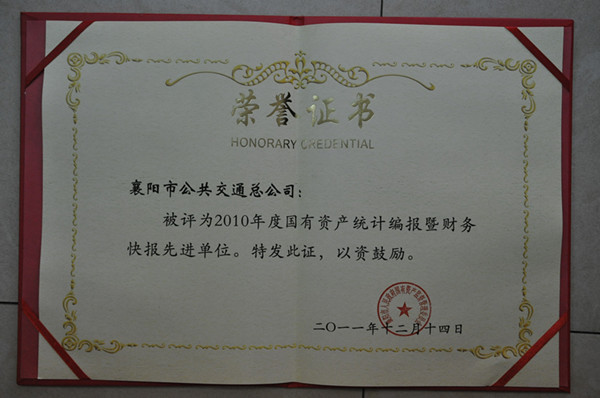 荣誉证书
HONORARY CREDENTIAL
襄阳市公共交通总公司：
被评为2010年度国有资产统计编报暨财务
快报先进单位。特发此证，以资鼓励。
二〇一一年十二月十四日